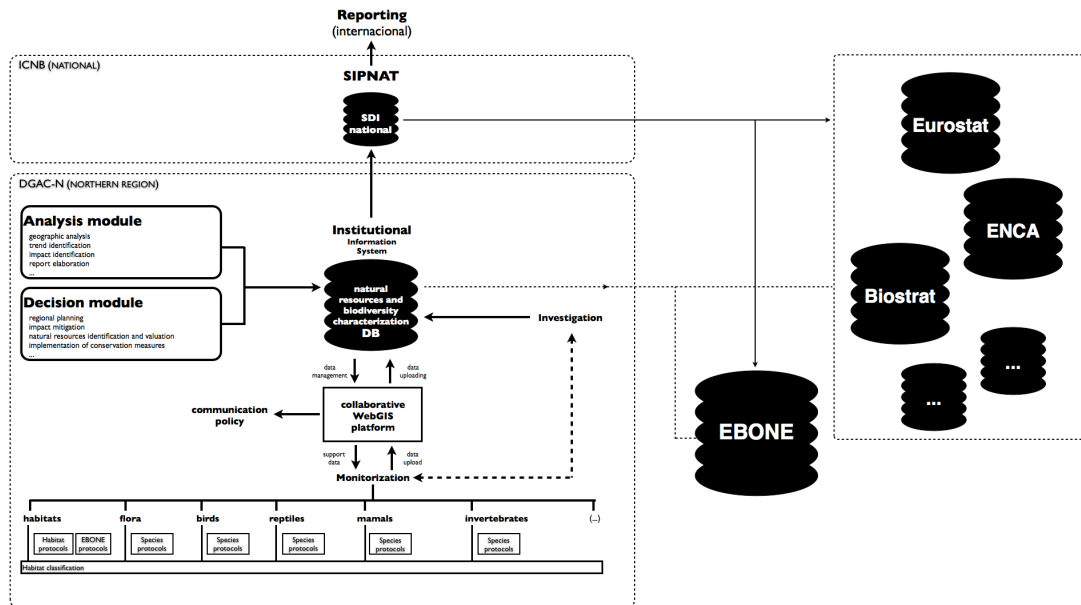 Reporting
(internacional)
ICNB (NATIONAL)
SIPNAT
SDI
national
DGAC-N (NORTHERN REGION)
Analysis module
geographic analysis
trend identification
impact identification
report elaboration
...
Decision module
regional planning
impact mitigation
natural resources identification and valuation
implementation of conservation measures
...
Institutional
Information
System
natural
resources and
biodiversity
characterization
DB
Investigation
data
management
data
uploading
communication
policy
collaborative
WebGIS
platform
support
data
data
upload
Monitorization
habitats
flora
birds
reptiles
mamals
invertebrates
(...)
Habitat
protocols
EBONE
protocols
Species
protocols
Species
protocols
Species
protocols
Species
protocols
Species
protocols
Habitat classification
Eurostat
ENCA
Biostrat
...
...
EBONE